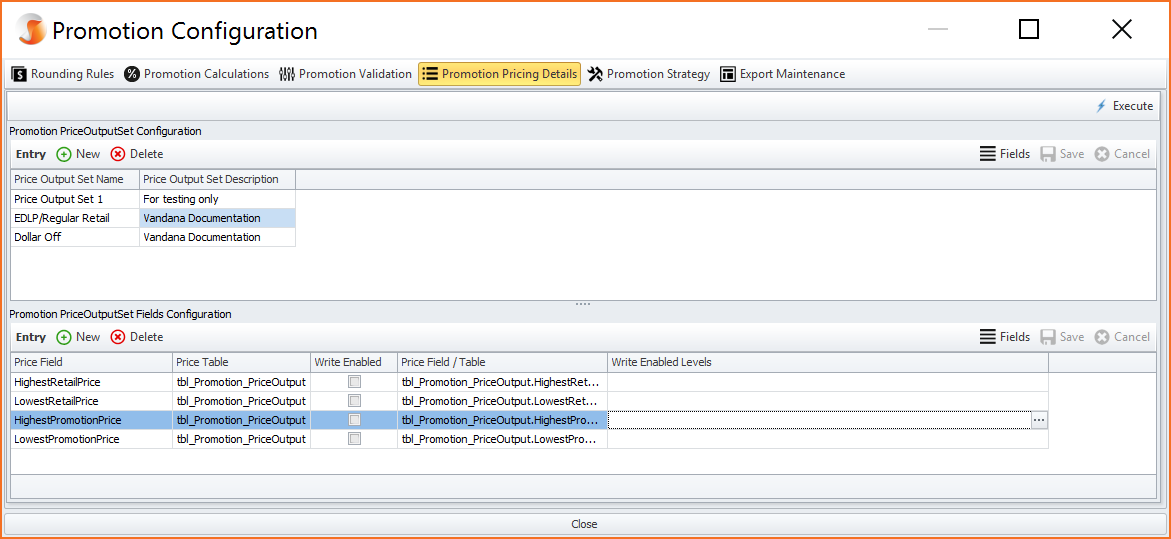 Promotion Configuration
Rounding Rules Promotion Calculations Promotion Validation Promotion Pricing Details Promotion Strategy Export Maintenance
Execute
Promotion PriceOutputSet Configuration
Entry New Delete Fields Save Cancel
Price Output Set Name Price Output Set Description
Price Output Set 1 For testing only
EDLP/Regular Retail Vandana Documentation
Dollar Off Vandana Documentation
Promotion PriceOutputSet Fields Configuration
Entry New Delete Fields Save Cancel
Price Field Price Table Write Enabled Price Field / Table Write Enabled Levels
HighestRetailPrice tbl_Promotion_PriceOutput tbl_Promotion_PriceOutput.HighestRet...
LowestRetailPrice tbl_Promotion_PriceOutput tbl_Promotion_PriceOutput.LowestRet...
HighestPromotionPrice tbl_Promotion_PriceOutput tbl_Promotion_PriceOutput.HighestPro... ...
LowestPromotionPrice tbl_Promotion_PriceOutput tbl_Promotion_PriceOutput.LowestPro...
Close